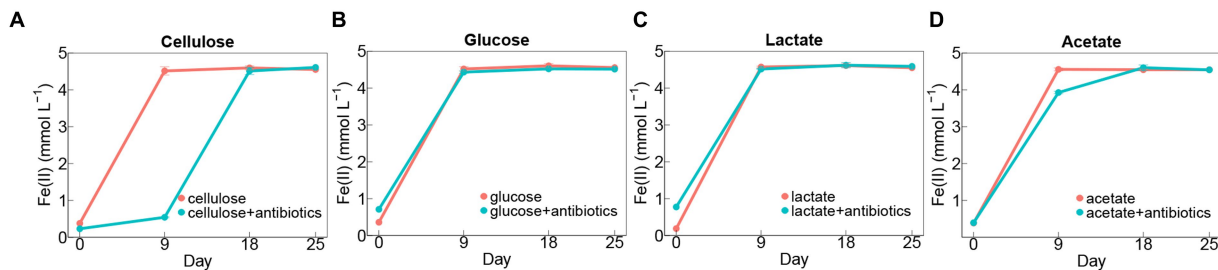 A
Cellulose
5
4
3
2
1
0
Fe(II) (mmol L⁻¹)
cellulose
cellulose+antibiotics
0 9 18 25
Day
B
Glucose
5
4
3
2
1
0
Fe(II) (mmol L⁻¹)
glucose
glucose+antibiotics
0 9 18 25
Day
C
Lactate
5
4
3
2
1
0
Fe(II) (mmol L⁻¹)
lactate
lactate+antibiotics
0 9 18 25
Day
D
Acetate
5
4
3
2
1
0
Fe(II) (mmol L⁻¹)
acetate
acetate+antibiotics
0 9 18 25
Day